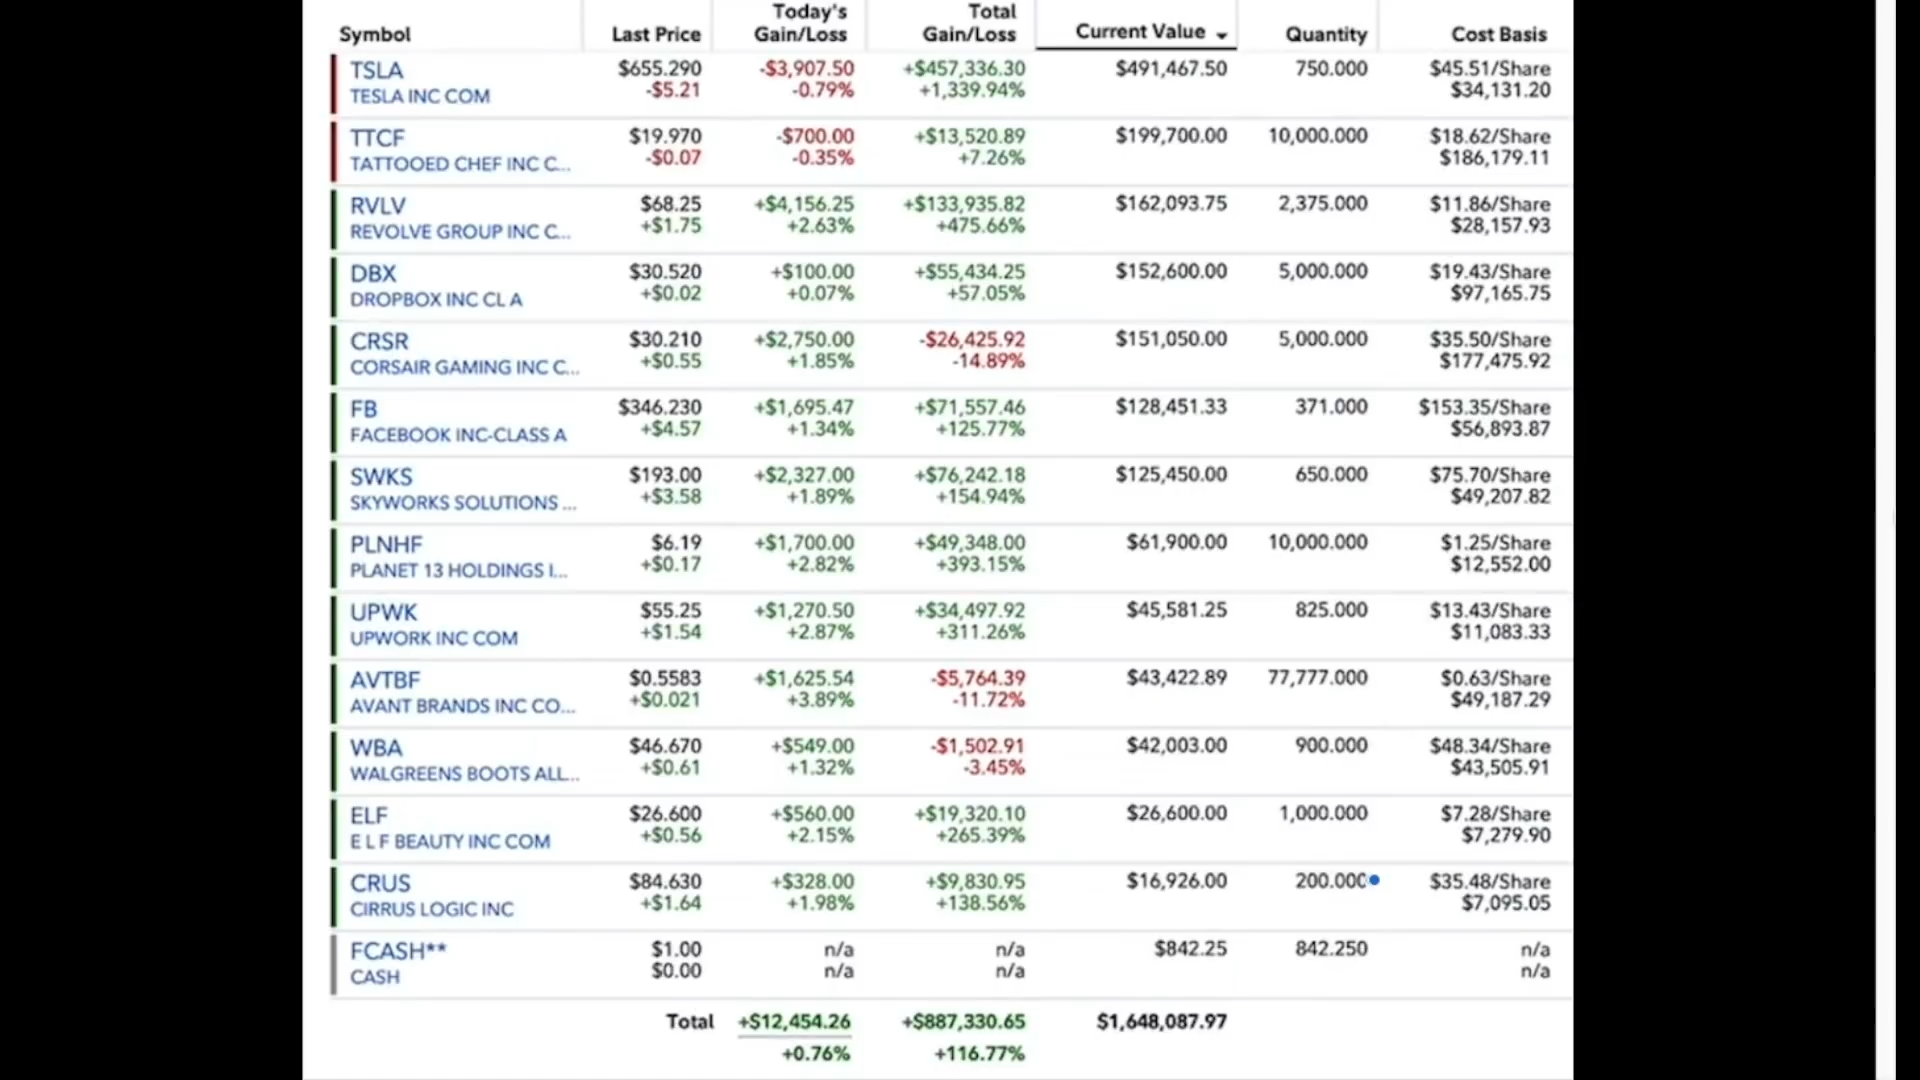 Symbol Last Price Today's Gain/Loss Total Gain/Loss Current Value Quantity Cost Basis
TSLA $655.290 -$3,907.50 +$457,336.30 $491,467.50 750.000 $45.51/Share
TESLA INC COM -$5.21 -0.79% +1,339.94% $34,131.20
TTCF $19.970 -$700.00 +$13,520.89 $199,700.00 10,000.000 $18.62/Share
TATTOOED CHEF INC C... -$0.07 -0.35% +7.26% $186,179.11
RVLV $68.25 +$4,156.25 +$133,935.82 $162,093.75 2,375.000 $11.86/Share
REVOLVE GROUP INC C... +$1.75 +2.63% +475.66% $28,157.93
DBX $30.520 +$100.00 +$55,434.25 $152,600.00 5,000.000 $19.43/Share
DROPBOX INC CL A +$0.02 +0.07% +57.05% $97,165.75
CRSR $30.210 +$2,750.00 -$26,425.92 $151,050.00 5,000.000 $35.50/Share
CORSAIR GAMING INC C... +$0.55 +1.85% -14.89% $177,475.92
FB $346.230 +$1,695.47 +$71,557.46 $128,451.33 371.000 $153.35/Share
FACEBOOK INC-CLASS A +$4.57 +1.34% +125.77% $56,893.87
SWKS $193.00 +$2,327.00 +$76,242.18 $125,450.00 650.000 $75.70/Share
SKYWORKS SOLUTIONS ... +$3.58 +1.89% +154.94% $49,207.82
PLNHF $6.19 +$1,700.00 +$49,348.00 $61,900.00 10,000.000 $1.25/Share
PLANET 13 HOLDINGS I... +$0.17 +2.82% +393.15% $12,552.00
UPWK $55.25 +$1,270.50 +$34,497.92 $45,581.25 825.000 $13.43/Share
UPWORK INC COM +$1.54 +2.87% +311.26% $11,083.33
AVTBF $0.5583 +$1,625.54 -$5,764.39 $43,422.89 77,777.000 $0.63/Share
AVANT BRANDS INC CO... +$0.021 +3.89% -11.72% $49,187.29
WBA $46.670 +$549.00 -$1,502.91 $42,003.00 900.000 $48.34/Share
WALGREENS BOOTS ALL... +$0.61 +1.32% -3.45% $43,505.91
ELF $26.600 +$560.00 +$19,320.10 $26,600.00 1,000.000 $7.28/Share
E L F BEAUTY INC COM +$0.56 +2.15% +265.39% $7,279.90
CRUS $84.630 +$328.00 +$9,830.95 $16,926.00 200.000 $35.48/Share
CIRRUS LOGIC INC +$1.64 +1.98% +138.56% $7,095.05
FCASH** $1.00 n/a n/a $842.25 842.250 n/a
CASH $0.00 n/a n/a n/a
Total +$12,454.26 +$887,330.65 $1,648,087.97
+0.76% +116.77%